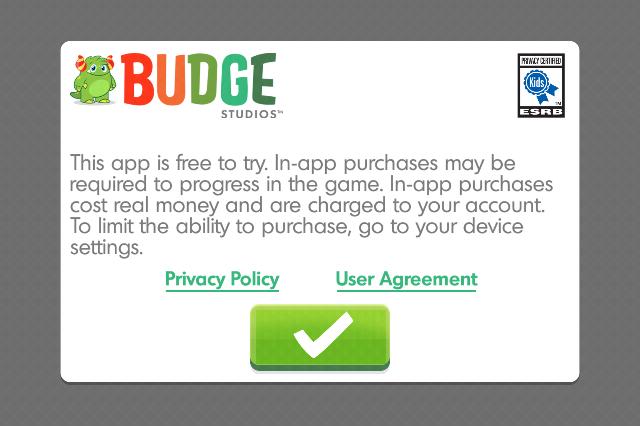 BUDGE
STUDIOS™
PRIVACY CERTIFIED
Kids
™
ESRB
This app is free to try. In-app purchases may be
required to progress in the game. In-app purchases
cost real money and are charged to your account.
To limit the ability to purchase, go to your device
settings.
Privacy Policy User Agreement